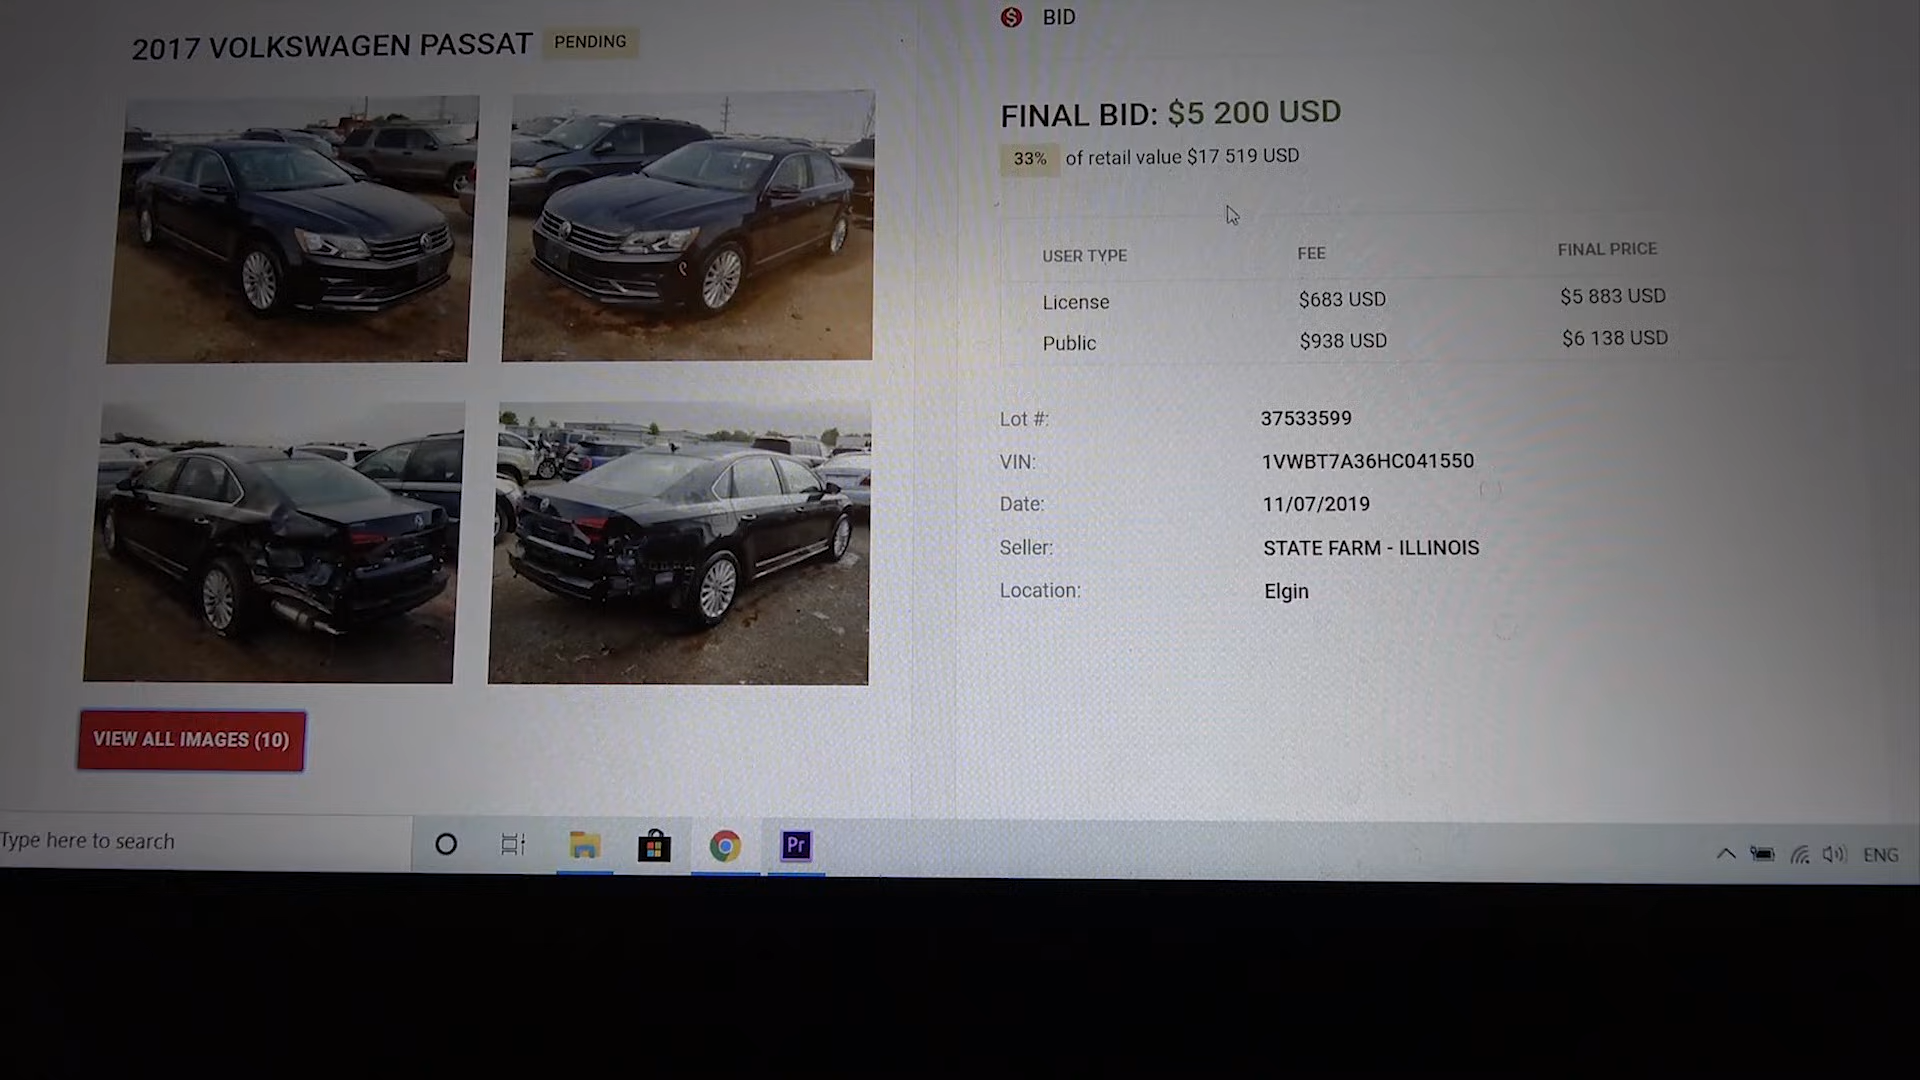 2017 VOLKSWAGEN PASSAT PENDING
VIEW ALL IMAGES (10)
BID
FINAL BID: $5 200 USD
33% of retail value $17 519 USD
USER TYPE FEE FINAL PRICE
License $683 USD $5 883 USD
Public $938 USD $6 138 USD
Lot #: 37533599
VIN: 1VWBT7A36HC041550
Date: 11/07/2019
Seller: STATE FARM - ILLINOIS
Location: Elgin
Type here to search
Pr
ENG